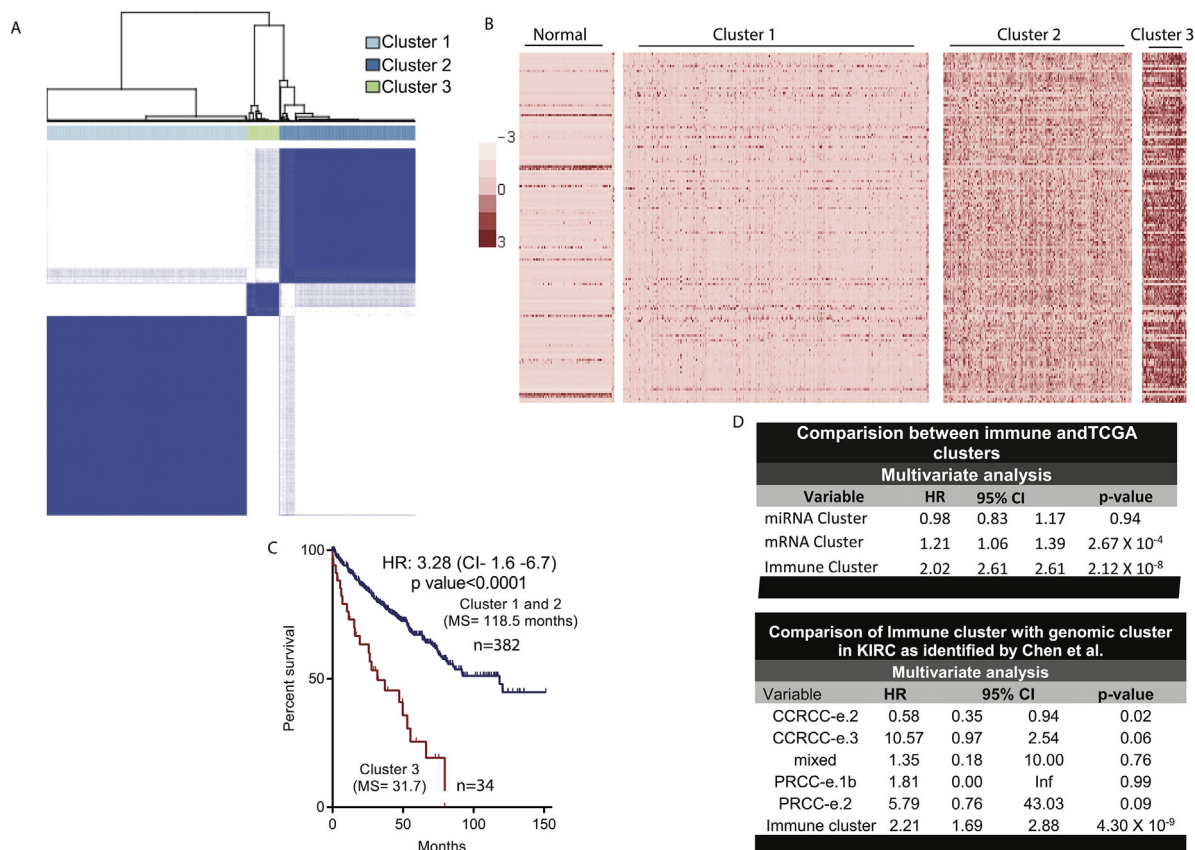 A
Cluster 1
Cluster 2
Cluster 3
B
Normal
Cluster 1
Cluster 2
Cluster 3
-3
0
3
C
HR: 3.28 (CI- 1.6 -6.7)
p value<0.0001
Cluster 1 and 2
(MS= 118.5 months)
n=382
Cluster 3
(MS= 31.7)
n=34
Percent survival
100
50
0
0 50 100 150
Months
D
Comparision between immune andTCGA
clusters
Multivariate analysis
Variable HR 95% CI p-value
miRNA Cluster 0.98 0.83 1.17 0.94
mRNA Cluster 1.21 1.06 1.39 2.67 X 10⁻⁴
Immune Cluster 2.02 2.61 2.61 2.12 X 10⁻⁸
Comparison of Immune cluster with genomic cluster
in KIRC as identified by Chen et al.
Multivariate analysis
Variable HR 95% CI p-value
CCRCC-e.2 0.58 0.35 0.94 0.02
CCRCC-e.3 10.57 0.97 2.54 0.06
mixed 1.35 0.18 10.00 0.76
PRCC-e.1b 1.81 0.00 Inf 0.99
PRCC-e.2 5.79 0.76 43.03 0.09
Immune cluster 2.21 1.69 2.88 4.30 X 10⁻⁹